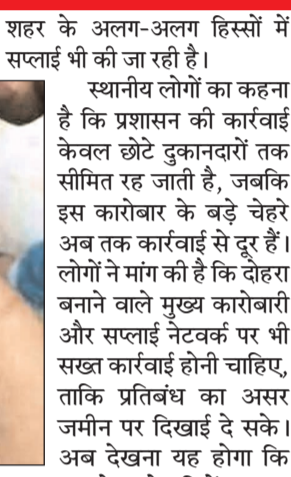 शहर के अलग-अलग हिस्सों में
सप्लाई भी की जा रही है।
स्थानीय लोगों का कहना
है कि प्रशासन की कार्रवाई
केवल छोटे दुकानदारों तक
सीमित रह जाती है, जबकि
इस कारोबार के बड़े चेहरे
अब तक कार्रवाई से दूर हैं।
लोगों ने मांग की है कि दोहरा
बनाने वाले मुख्य कारोबारी
और सप्लाई नेटवर्क पर भी
सख्त कार्रवाई होनी चाहिए,
ताकि प्रतिबंध का असर
जमीन पर दिखाई दे सके।
अब देखना यह होगा कि